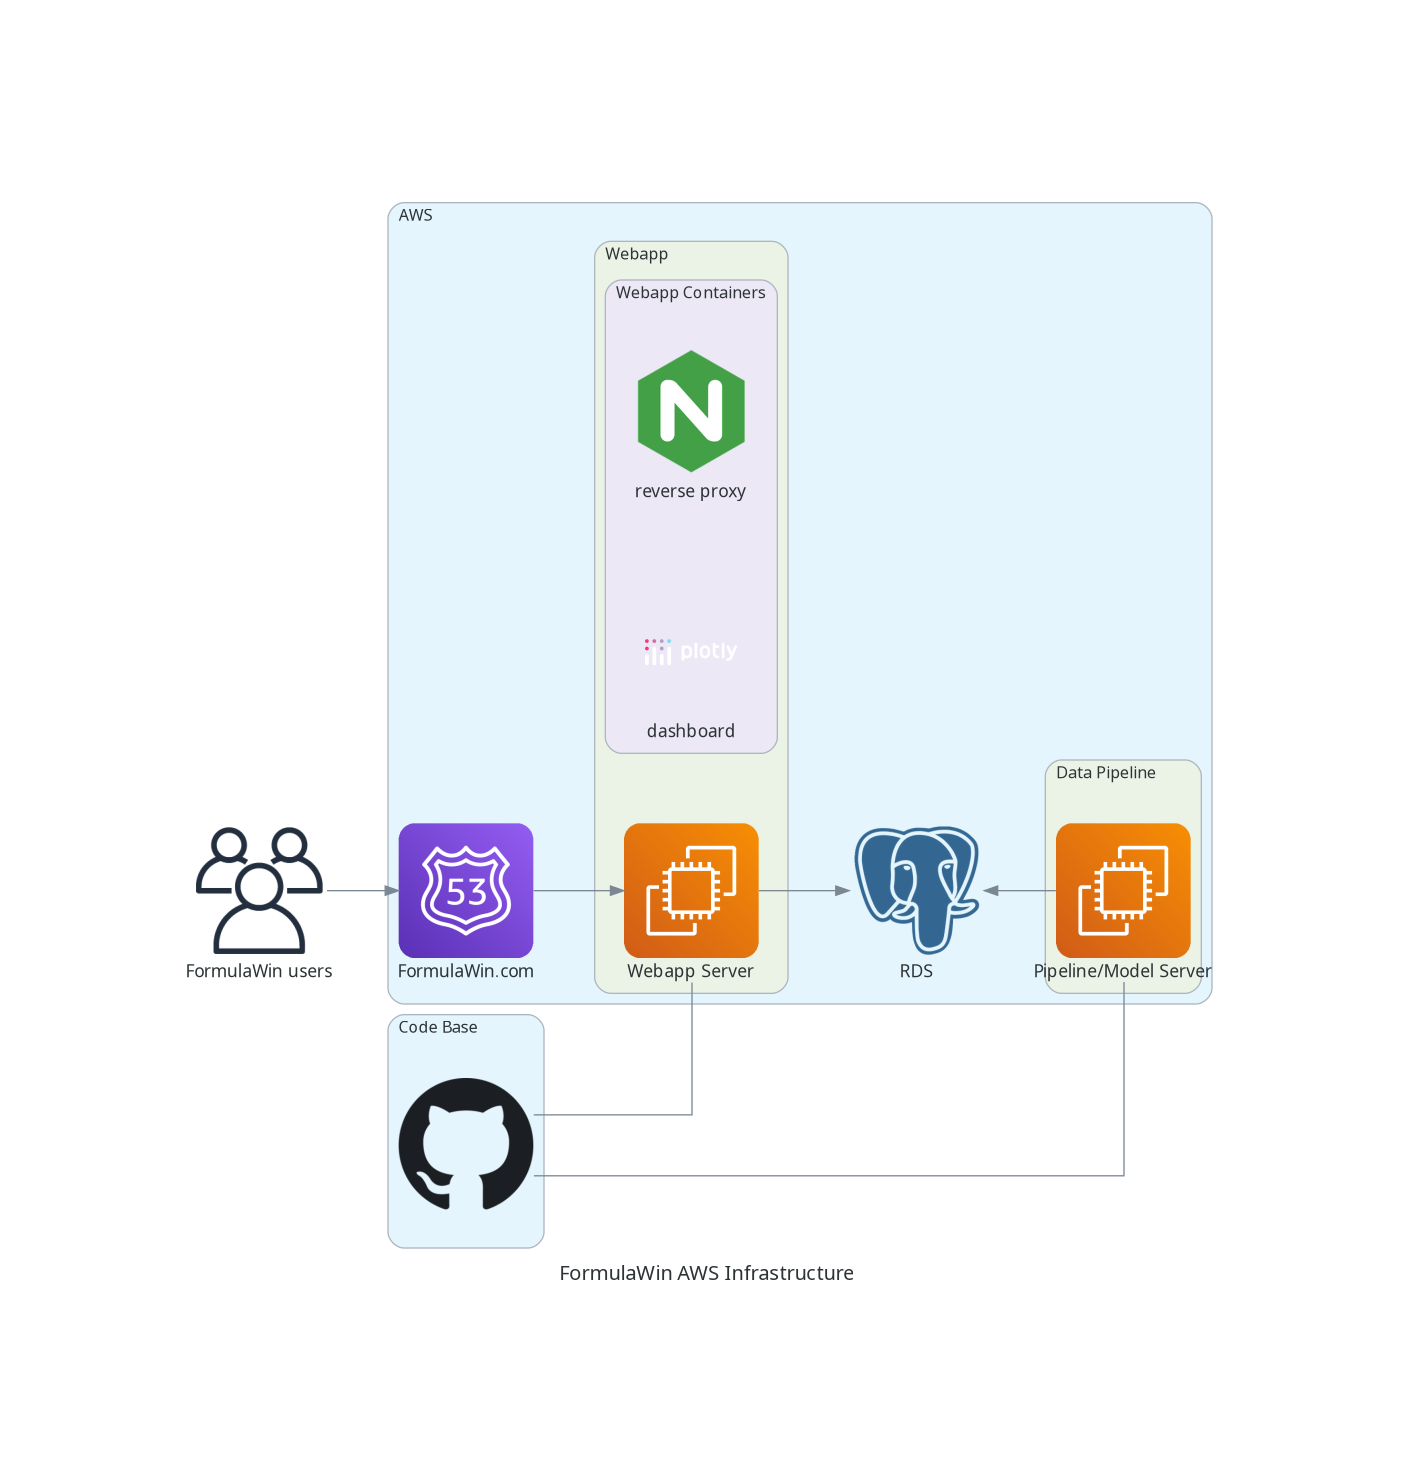 AWS
Webapp
Webapp Containers
N
reverse proxy
plotly
dashboard
Data Pipeline
53
FormulaWin users
FormulaWin.com
Webapp Server
RDS
Pipeline/Model Server
Code Base
FormulaWin AWS Infrastructure